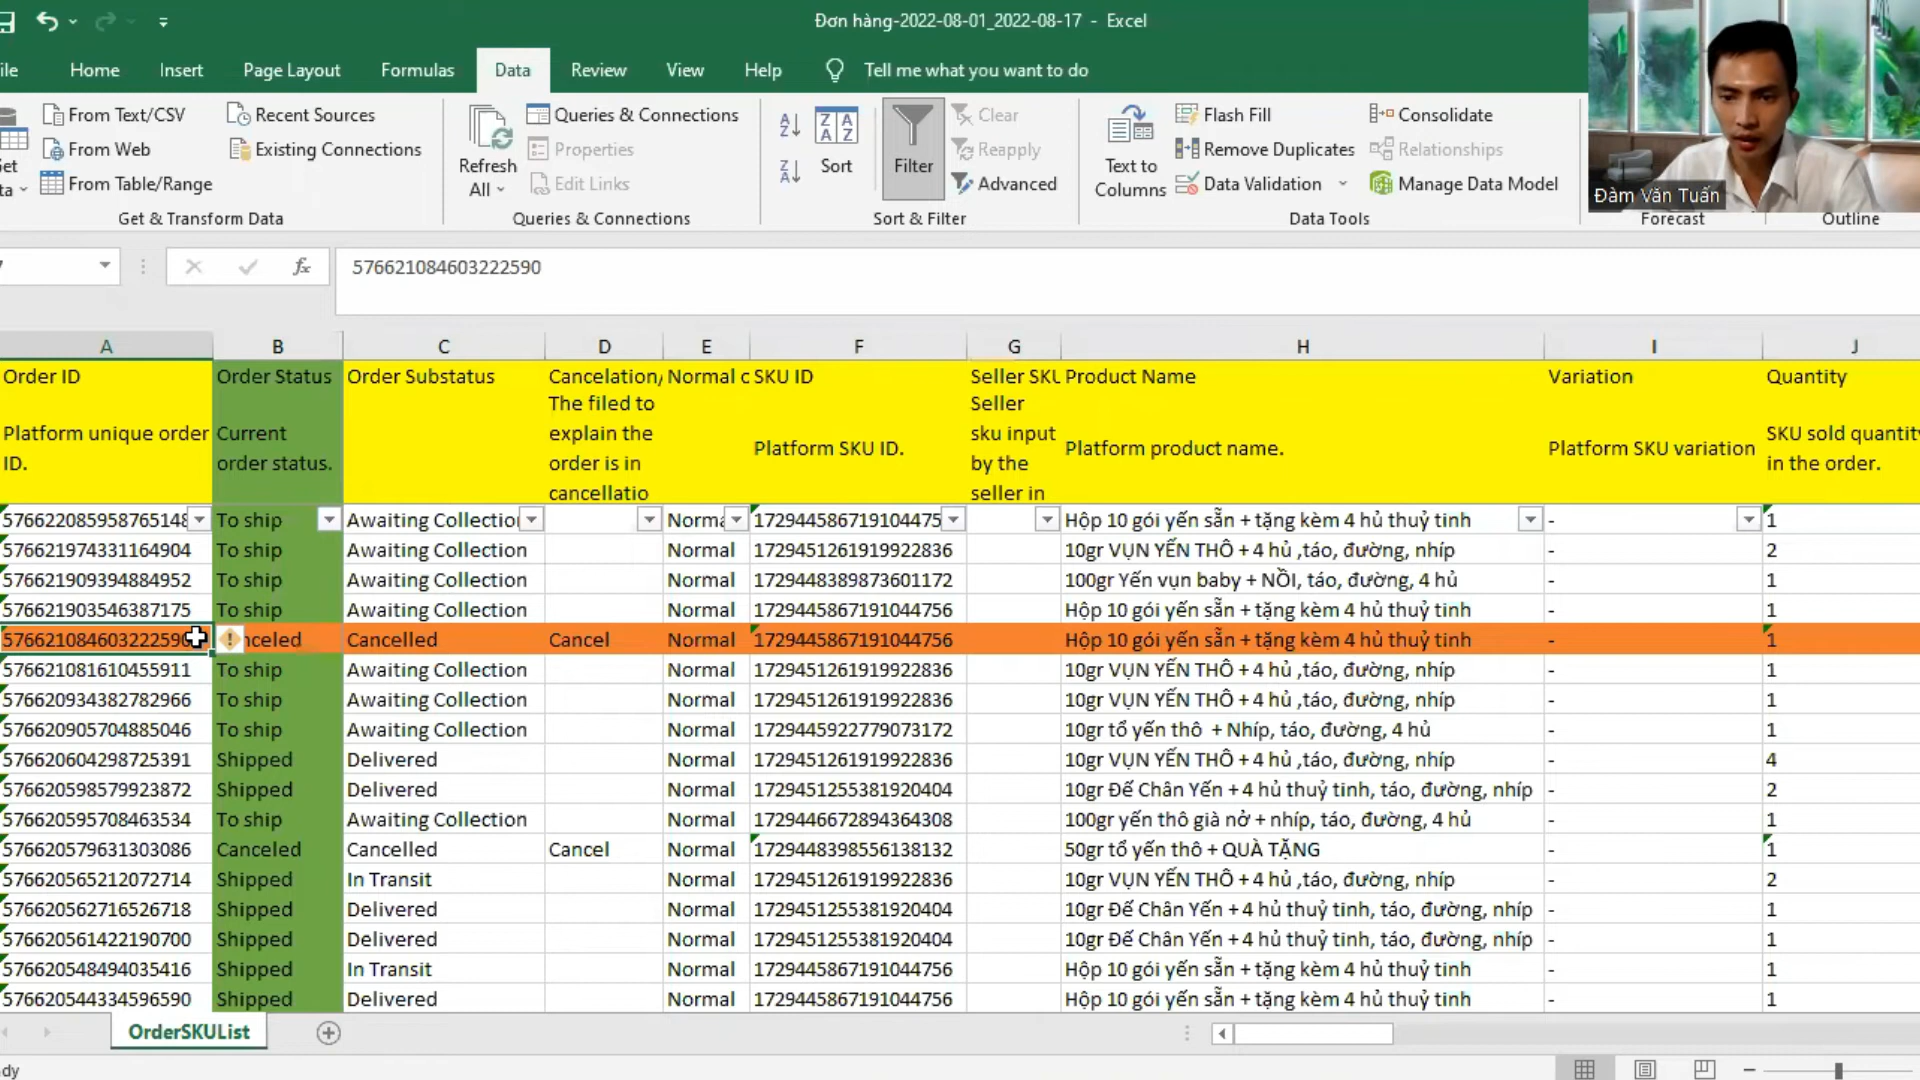 Đơn hàng-2022-08-01_2022-08-17 - Excel
ile Home Insert Page Layout Formulas Data Review View Help Tell me what you want to do
From Text/CSV Recent Sources
From Web Existing Connections
From Table/Range
Get & Transform Data
Refresh All
Queries & Connections
Properties
Edit Links
Queries & Connections
Sort
Filter
Clear
Reapply
Advanced
Sort & Filter
Text to Columns
Flash Fill
Remove Duplicates
Data Validation
Consolidate
Relationships
Manage Data Model
Data Tools
Đàm Văn Tuấn
Forecast
Outline
fx 576621084603222590
A B C D E F G H I J
Order ID Order Status Order Substatus Cancelation/ Normal c SKU ID Seller SKU Product Name Variation Quantity
Platform unique order ID.
Current order status.
The filed to explain the order is in cancellatio
Platform SKU ID.
Seller sku input by the seller in
Platform product name.
Platform SKU variation
SKU sold quantity in the order.
576622085958765148 To ship Awaiting Collection Norma 172944586719104475 Hộp 10 gói yến sẵn + tặng kèm 4 hủ thuỷ tinh - 1
576621974331164904 To ship Awaiting Collection Normal 1729451261919922836 10gr VỤN YẾN THÔ + 4 hủ ,táo, đường, nhíp - 2
576621909394884952 To ship Awaiting Collection Normal 1729448389873601172 100gr Yến vụn baby + NỒI, táo, đường, 4 hủ - 1
576621903546387175 To ship Awaiting Collection Normal 1729445867191044756 Hộp 10 gói yến sẵn + tặng kèm 4 hủ thuỷ tinh - 1
576621084603222590 nceled Cancelled Cancel Normal 1729445867191044756 Hộp 10 gói yến sẵn + tặng kèm 4 hủ thuỷ tinh - 1
576621081610455911 To ship Awaiting Collection Normal 1729451261919922836 10gr VỤN YẾN THÔ + 4 hủ ,táo, đường, nhíp - 1
576620934382782966 To ship Awaiting Collection Normal 1729451261919922836 10gr VỤN YẾN THÔ + 4 hủ ,táo, đường, nhíp - 1
576620905704885046 To ship Awaiting Collection Normal 1729445922779073172 10gr tổ yến thô + Nhíp, táo, đường, 4 hủ - 1
576620604298725391 Shipped Delivered Normal 1729451261919922836 10gr VỤN YẾN THÔ + 4 hủ ,táo, đường, nhíp - 4
576620598579923872 Shipped Delivered Normal 1729451255381920404 10gr Đế Chân Yến + 4 hủ thuỷ tinh, táo, đường, nhíp - 2
576620595708463534 To ship Awaiting Collection Normal 1729446672894364308 100gr yến thô già nở + nhíp, táo, đường, 4 hủ - 1
576620579631303086 Canceled Cancelled Cancel Normal 1729448398556138132 50gr tổ yến thô + QUÀ TẶNG - 1
576620565212072714 Shipped In Transit Normal 1729451261919922836 10gr VỤN YẾN THÔ + 4 hủ ,táo, đường, nhíp - 2
576620562716526718 Shipped Delivered Normal 1729451255381920404 10gr Đế Chân Yến + 4 hủ thuỷ tinh, táo, đường, nhíp - 1
576620561422190700 Shipped Delivered Normal 1729451255381920404 10gr Đế Chân Yến + 4 hủ thuỷ tinh, táo, đường, nhíp - 1
576620548494035416 Shipped In Transit Normal 1729445867191044756 Hộp 10 gói yến sẵn + tặng kèm 4 hủ thuỷ tinh - 1
576620544334596590 Shipped Delivered Normal 1729445867191044756 Hộp 10 gói yến sẵn + tặng kèm 4 hủ thuỷ tinh - 1
OrderSKUList
dy